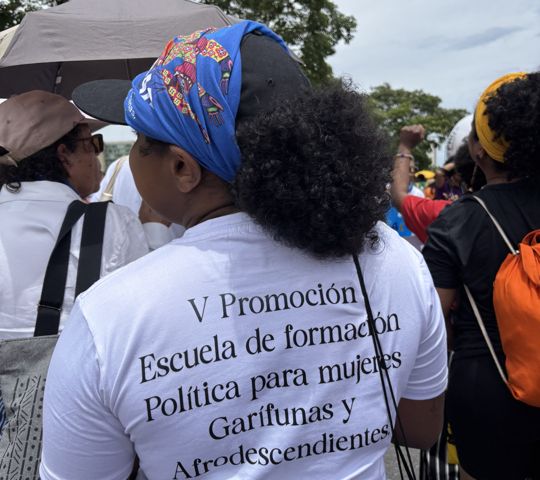 V Promoción
Escuela de formación
Política para mujeres
Garífunas y
Afrodescendientes